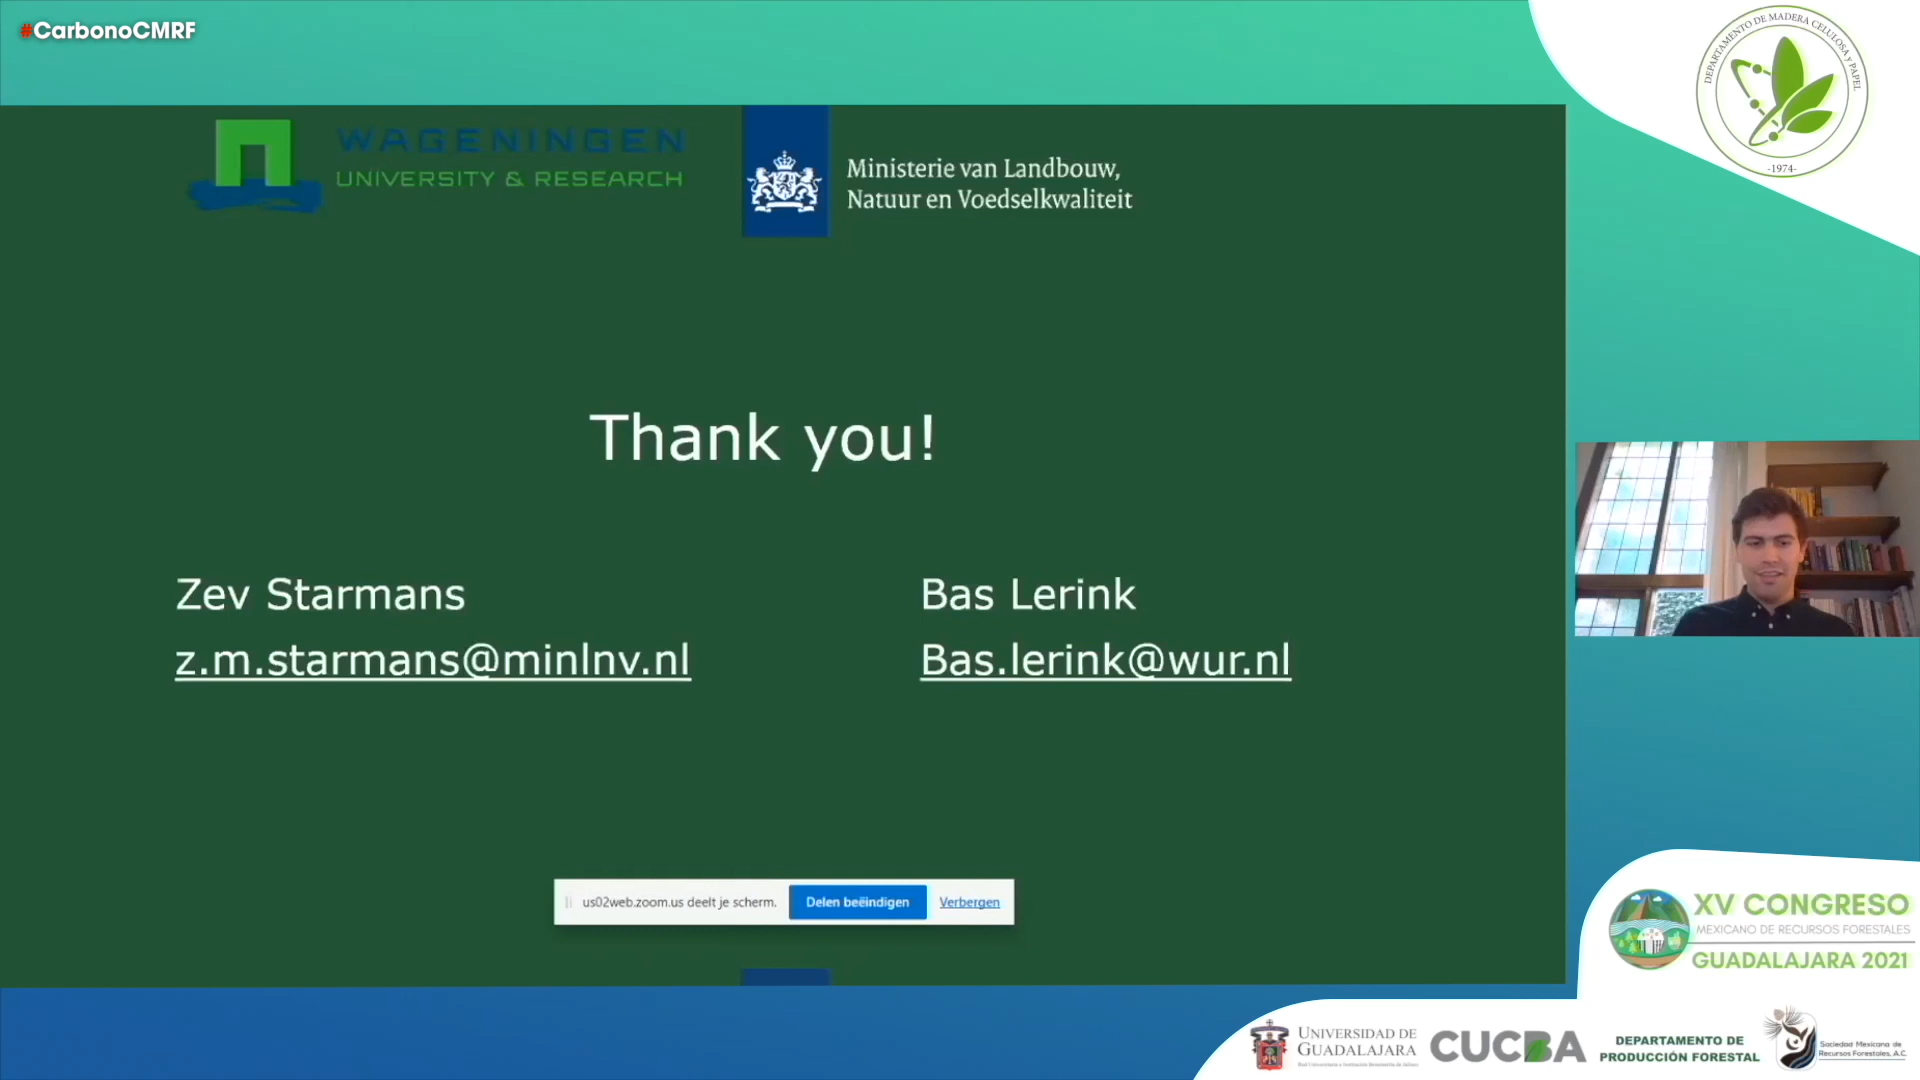 #CarbonoCMRF
DEPARTAMENTO DE MADERA CELULOSA Y PAPEL
-1974-
WAGENINGEN
UNIVERSITY & RESEARCH
Ministerie van Landbouw,
Natuur en Voedselkwaliteit
Thank you!
Zev Starmans
z.m.starmans@minlnv.nl
Bas Lerink
Bas.lerink@wur.nl
us02web.zoom.us deelt je scherm.
Delen beëindigen
Verbergen
XV CONGRESO
MEXICANO DE RECURSOS FORESTALES
GUADALAJARA 2021
UNIVERSIDAD DE
GUADALAJARA
CUCBA
DEPARTAMENTO DE
PRODUCCIÓN FORESTAL
Sociedad Mexicana de
Recursos Forestales, A.C.